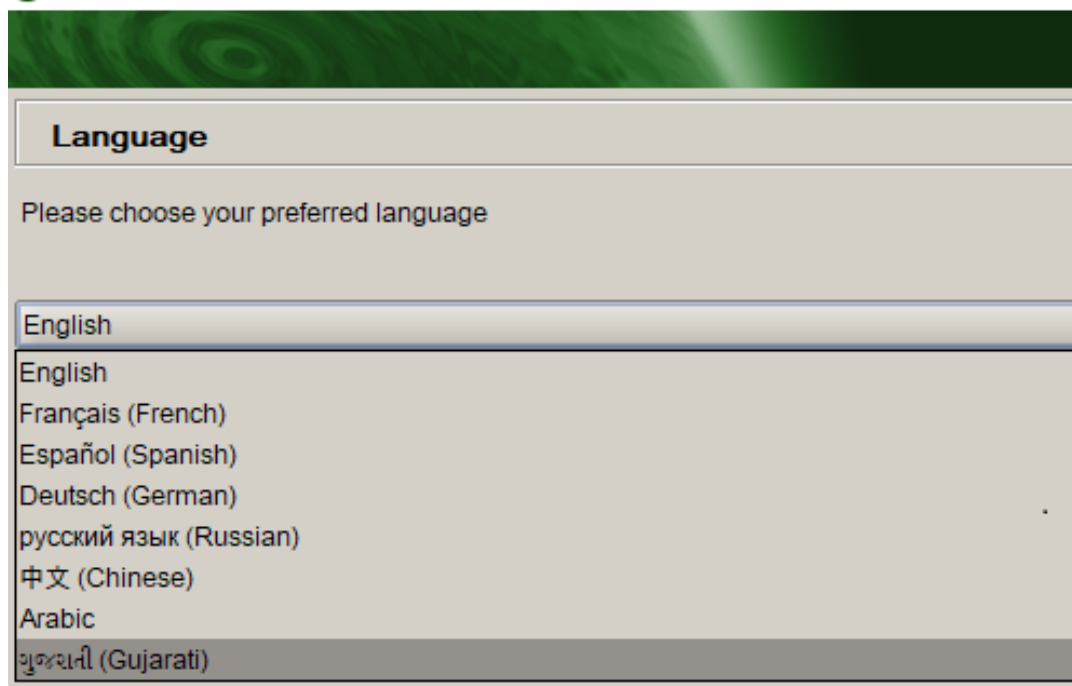 Language
Please choose your preferred language
English
English
Français (French)
Español (Spanish)
Deutsch (German)
русский язык (Russian)
中文 (Chinese)
Arabic
ગુજરાતી (Gujarati)